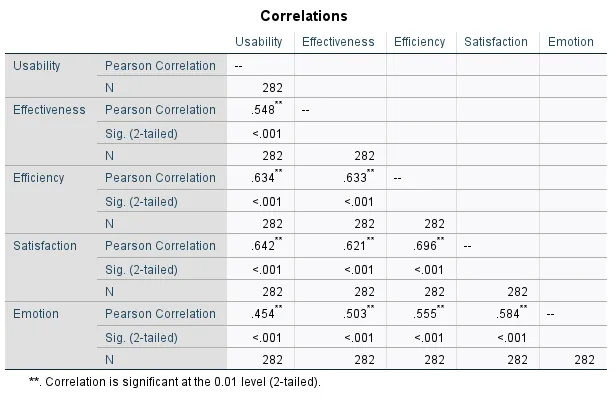 Correlations
Usability Effectiveness Efficiency Satisfaction Emotion
Usability Pearson Correlation --
N 282
Effectiveness Pearson Correlation .548** --
Sig. (2-tailed) <.001
N 282 282
Efficiency Pearson Correlation .634** .633** --
Sig. (2-tailed) <.001 <.001
N 282 282 282
Satisfaction Pearson Correlation .642** .621** .696** --
Sig. (2-tailed) <.001 <.001 <.001
N 282 282 282 282
Emotion Pearson Correlation .454** .503** .555** .584** --
Sig. (2-tailed) <.001 <.001 <.001 <.001
N 282 282 282 282 282
**. Correlation is significant at the 0.01 level (2-tailed).